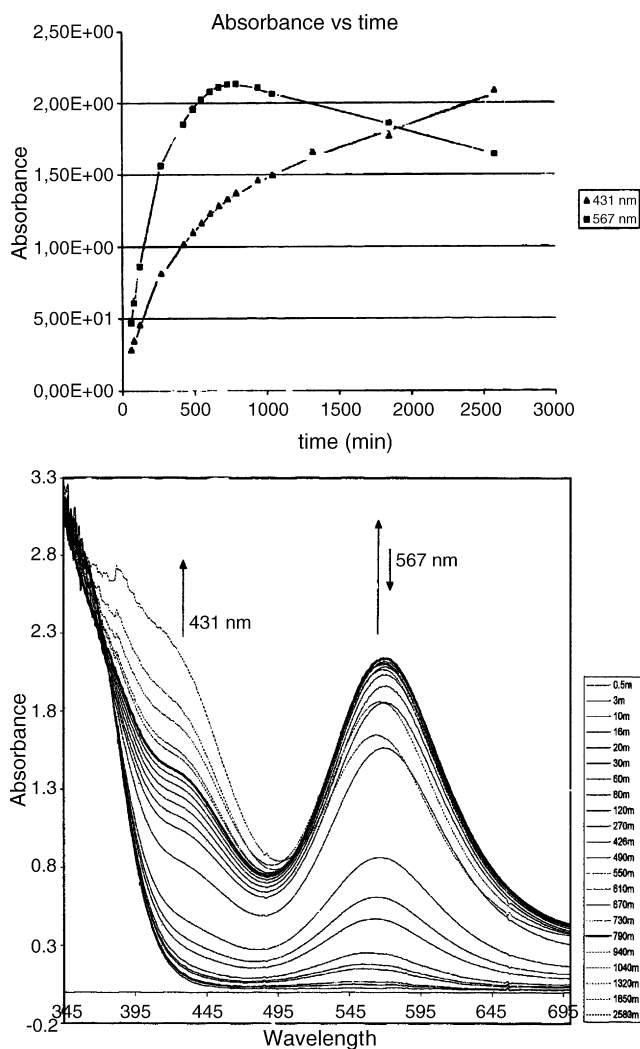 Absorbance vs time
2,50E+00
2,00E+00
1,50E+00
1,00E+00
5,00E+01
0,00E+00
Absorbance
0 500 1000 1500 2000 2500 3000
time (min)
431 nm
567 nm
3.3
2.8
2.3
1.8
1.3
0.8
0.3
-0.2
Absorbance
431 nm
567 nm
345 395 445 495 545 595 645 695
Wavelength
0.5m
3m
10m
16m
20m
30m
60m
80m
120m
270m
426m
490m
550m
610m
670m
730m
790m
940m
1040m
1320m
1850m
2580m